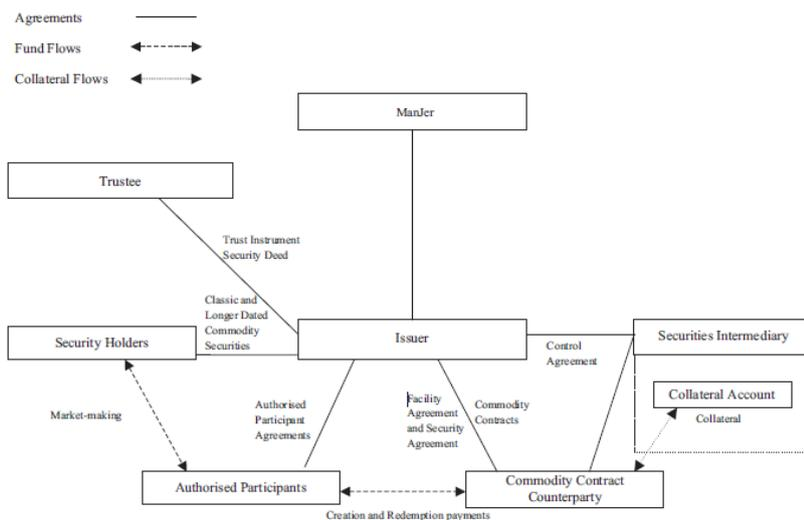 Agreements
Fund Flows
Collateral Flows
ManJer
Trustee
Trust Instrument
Security Deed
Classic and
Longer Dated
Commodity
Securities
Security Holders
Issuer
Control
Agreement
Securities Intermediary
Collateral Account
Collateral
Market-making
Authorised
Participant
Agreements
Facility
Agreement
and Security
Agreement
Commodity
Contracts
Authorised Participants
Commodity Contract
Counterparty
Creation and Redemption payments